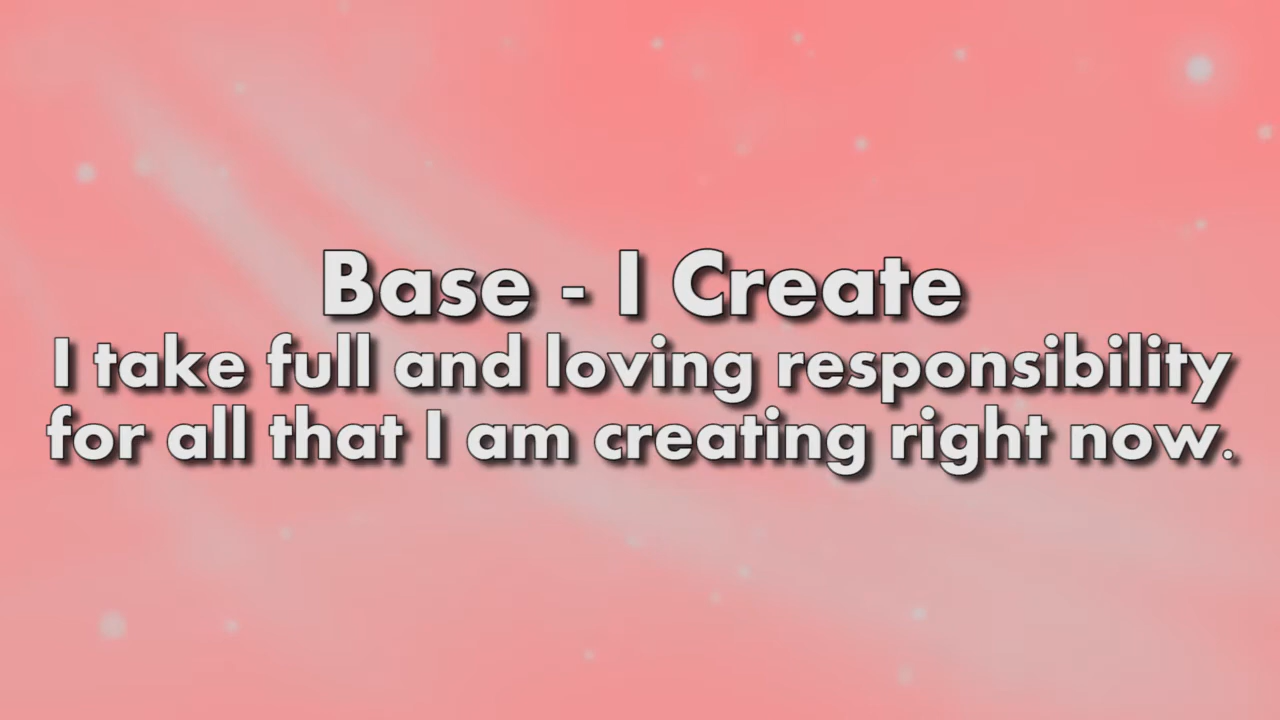 Base - I Create
I take full and loving responsibility
for all that I am creating right now.